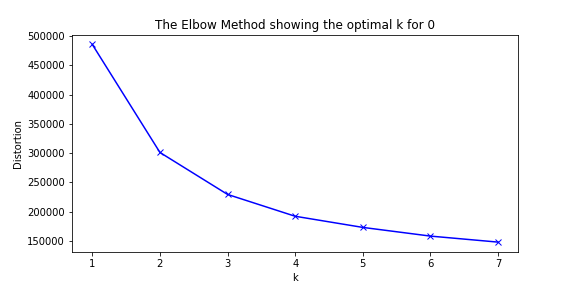 The Elbow Method showing the optimal k for 0
500000
450000
400000
350000
300000
250000
200000
150000
Distortion
1 2 3 4 5 6 7
k